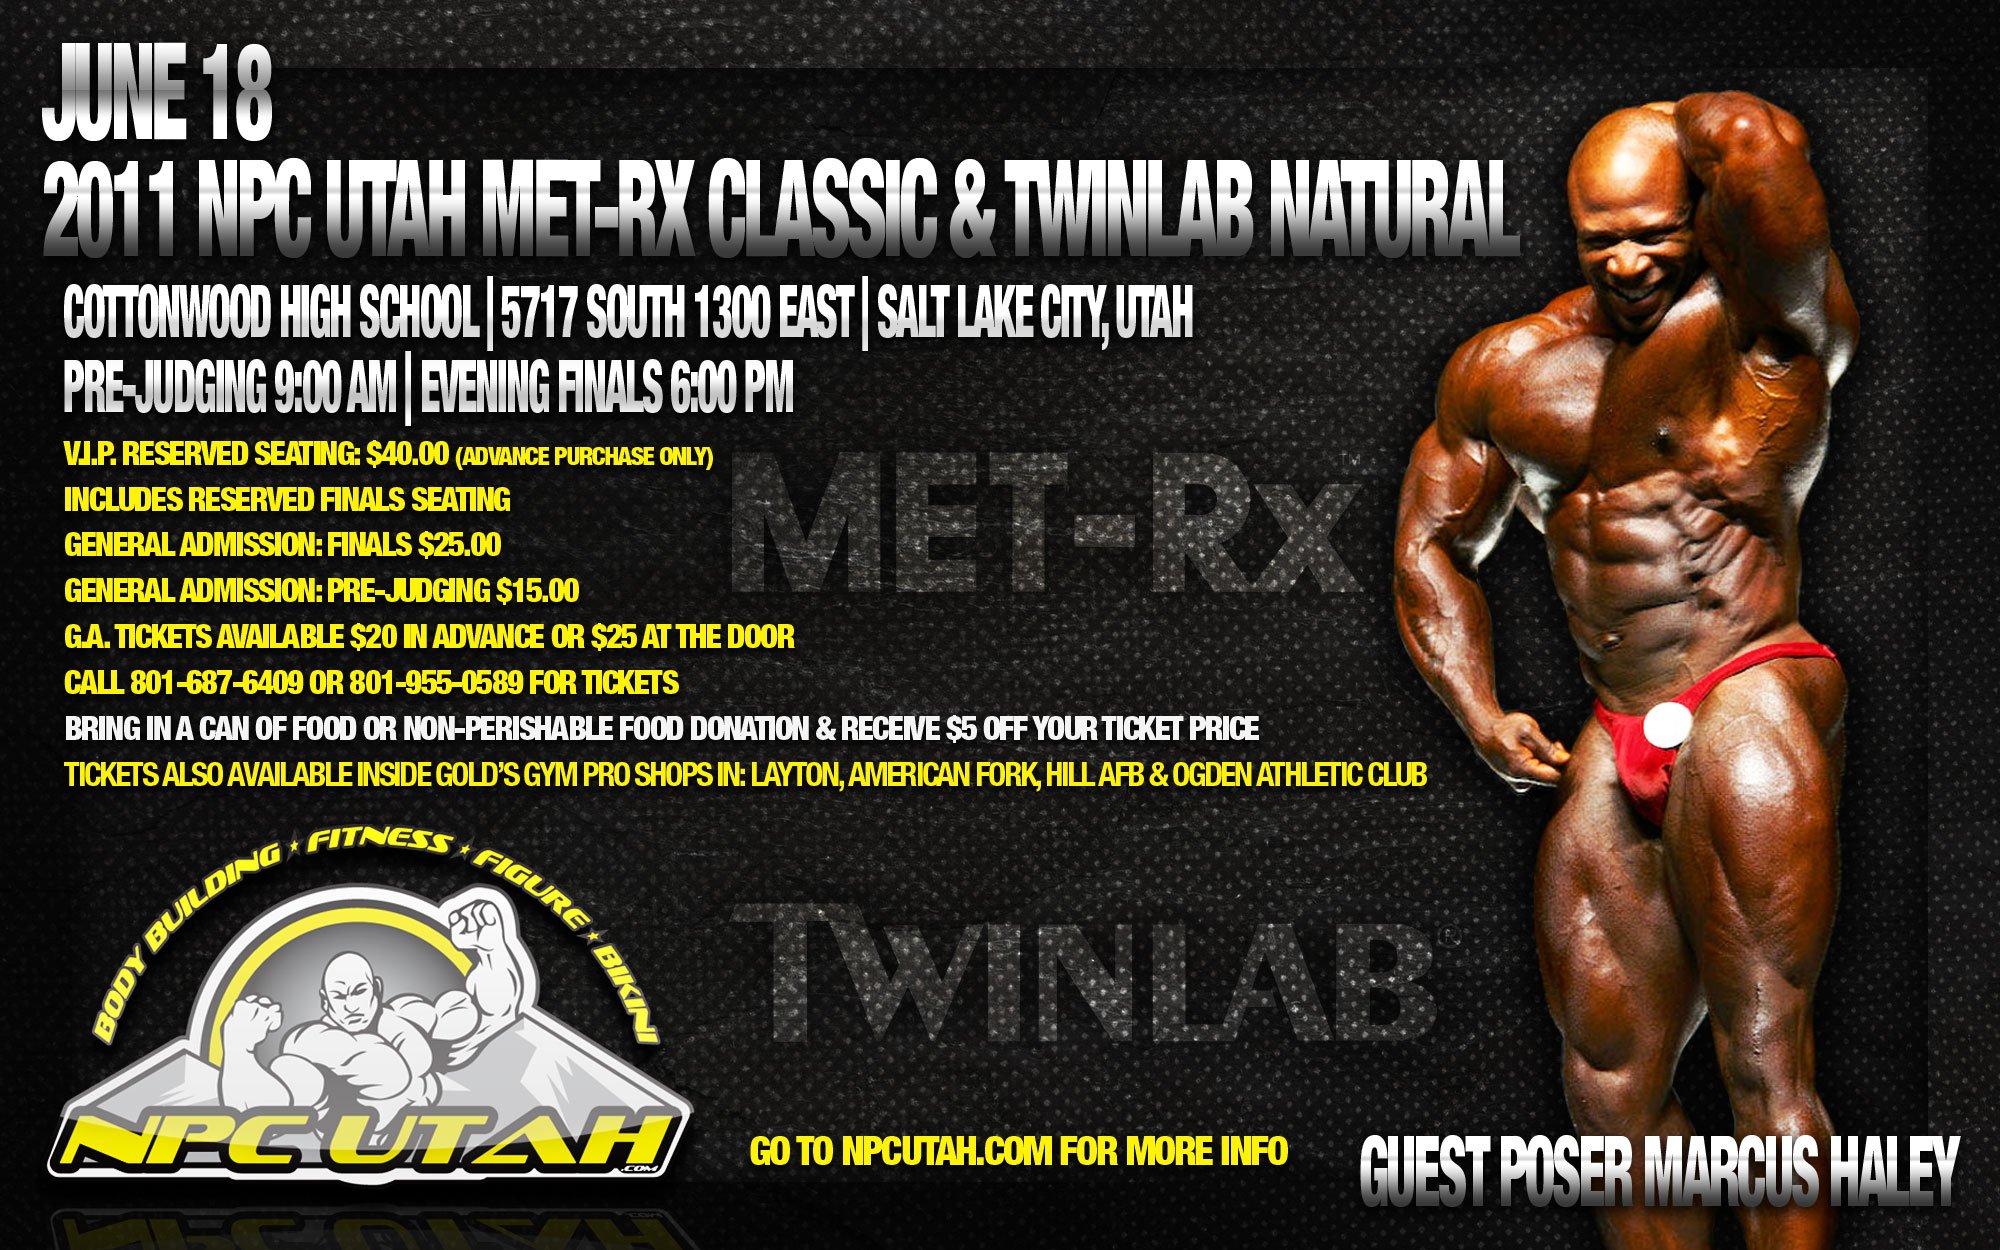 JUNE 18
2011 NPC UTAH MET-RX CLASSIC & TWINLAB NATURAL
COTTONWOOD HIGH SCHOOL | 5717 SOUTH 1300 EAST | SALT LAKE CITY, UTAH
PRE-JUDGING 9:00 AM | EVENING FINALS 6:00 PM
V.I.P. RESERVED SEATING: $40.00 (ADVANCE PURCHASE ONLY)
INCLUDES RESERVED FINALS SEATING
GENERAL ADMISSION: FINALS $25.00
GENERAL ADMISSION: PRE-JUDGING $15.00
G.A. TICKETS AVAILABLE $20 IN ADVANCE OR $25 AT THE DOOR
CALL 801-687-6409 OR 801-955-0589 FOR TICKETS
BRING IN A CAN OF FOOD OR NON-PERISHABLE FOOD DONATION & RECEIVE $5 OFF YOUR TICKET PRICE
TICKETS ALSO AVAILABLE INSIDE GOLD'S GYM PRO SHOPS IN: LAYTON, AMERICAN FORK, HILL AFB & OGDEN ATHLETIC CLUB
MET-Rx™
TWINLAB®
BODY BUILDING ★ FITNESS ★ FIGURE ★ BIKINI
NPC UTAH.COM
GO TO NPCUTAH.COM FOR MORE INFO
GUEST POSER MARCUS HALEY